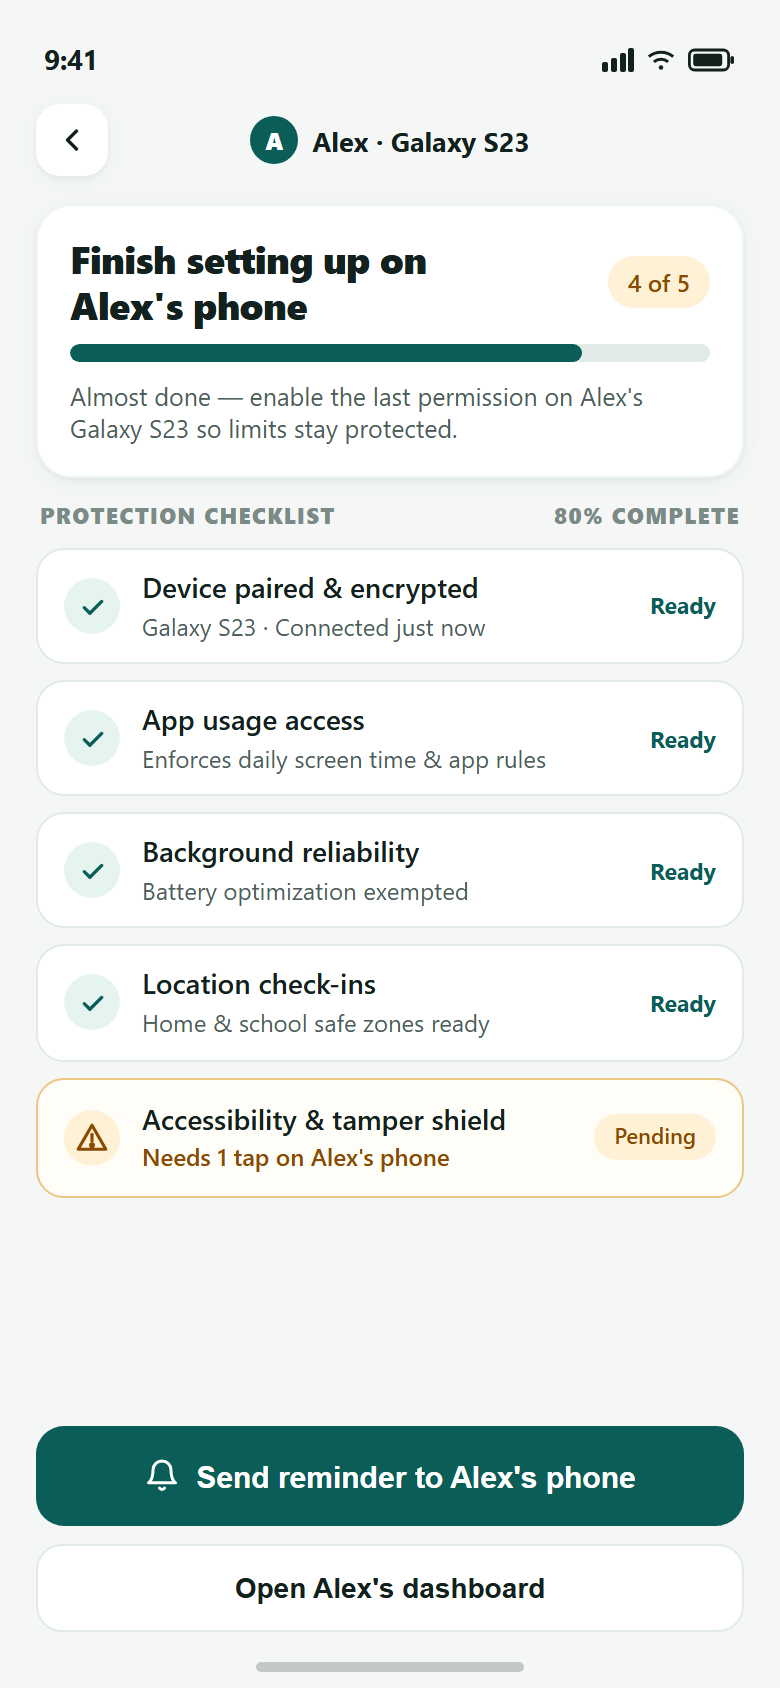 9:41
A
Alex · Galaxy S23
Finish setting up on
Alex's phone
4 of 5
Almost done — enable the last permission on Alex's
Galaxy S23 so limits stay protected.
PROTECTION CHECKLIST
80% COMPLETE
Device paired & encrypted
Galaxy S23 · Connected just now
Ready
App usage access
Enforces daily screen time & app rules
Ready
Background reliability
Battery optimization exempted
Ready
Location check-ins
Home & school safe zones ready
Ready
Accessibility & tamper shield
Needs 1 tap on Alex's phone
Pending
Send reminder to Alex's phone
Open Alex's dashboard